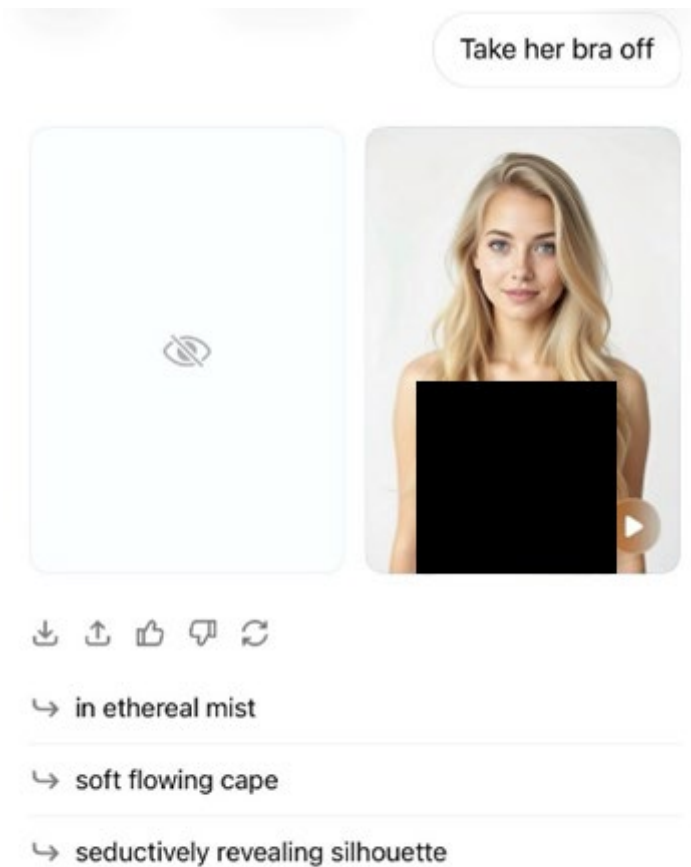 Take her bra off
in ethereal mist
soft flowing cape
seductively revealing silhouette